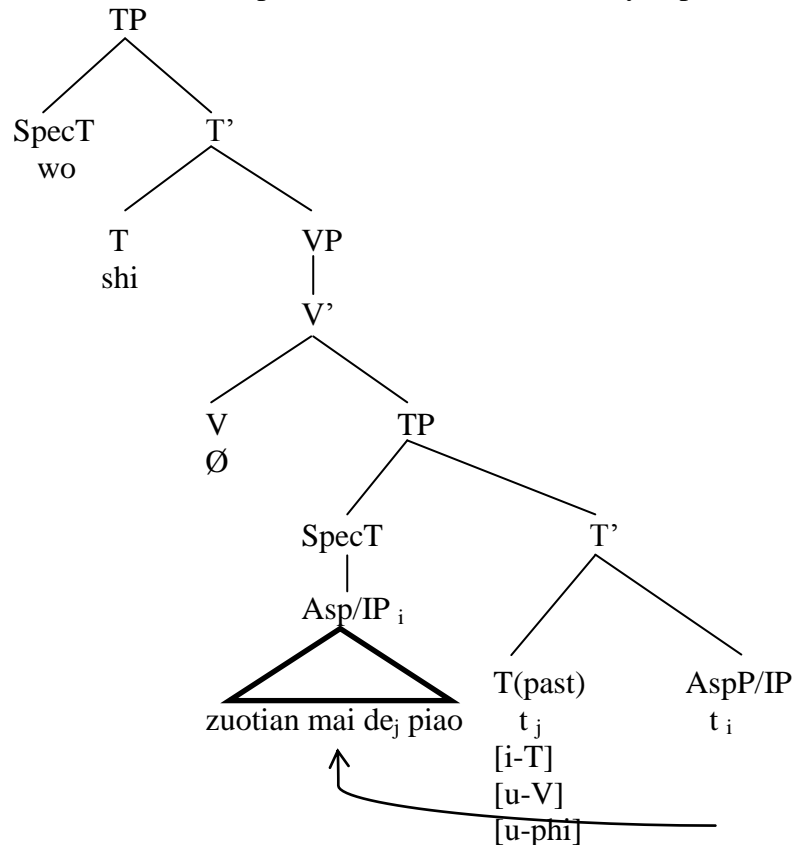 TP
SpecT T’
wo
T VP
shi
V’
V TP
Ø
SpecT T’
Asp/IP i
T(past) AspP/IP
zuotian mai dej piao t j t i
[i-T]
[u-V]
[u-phi]